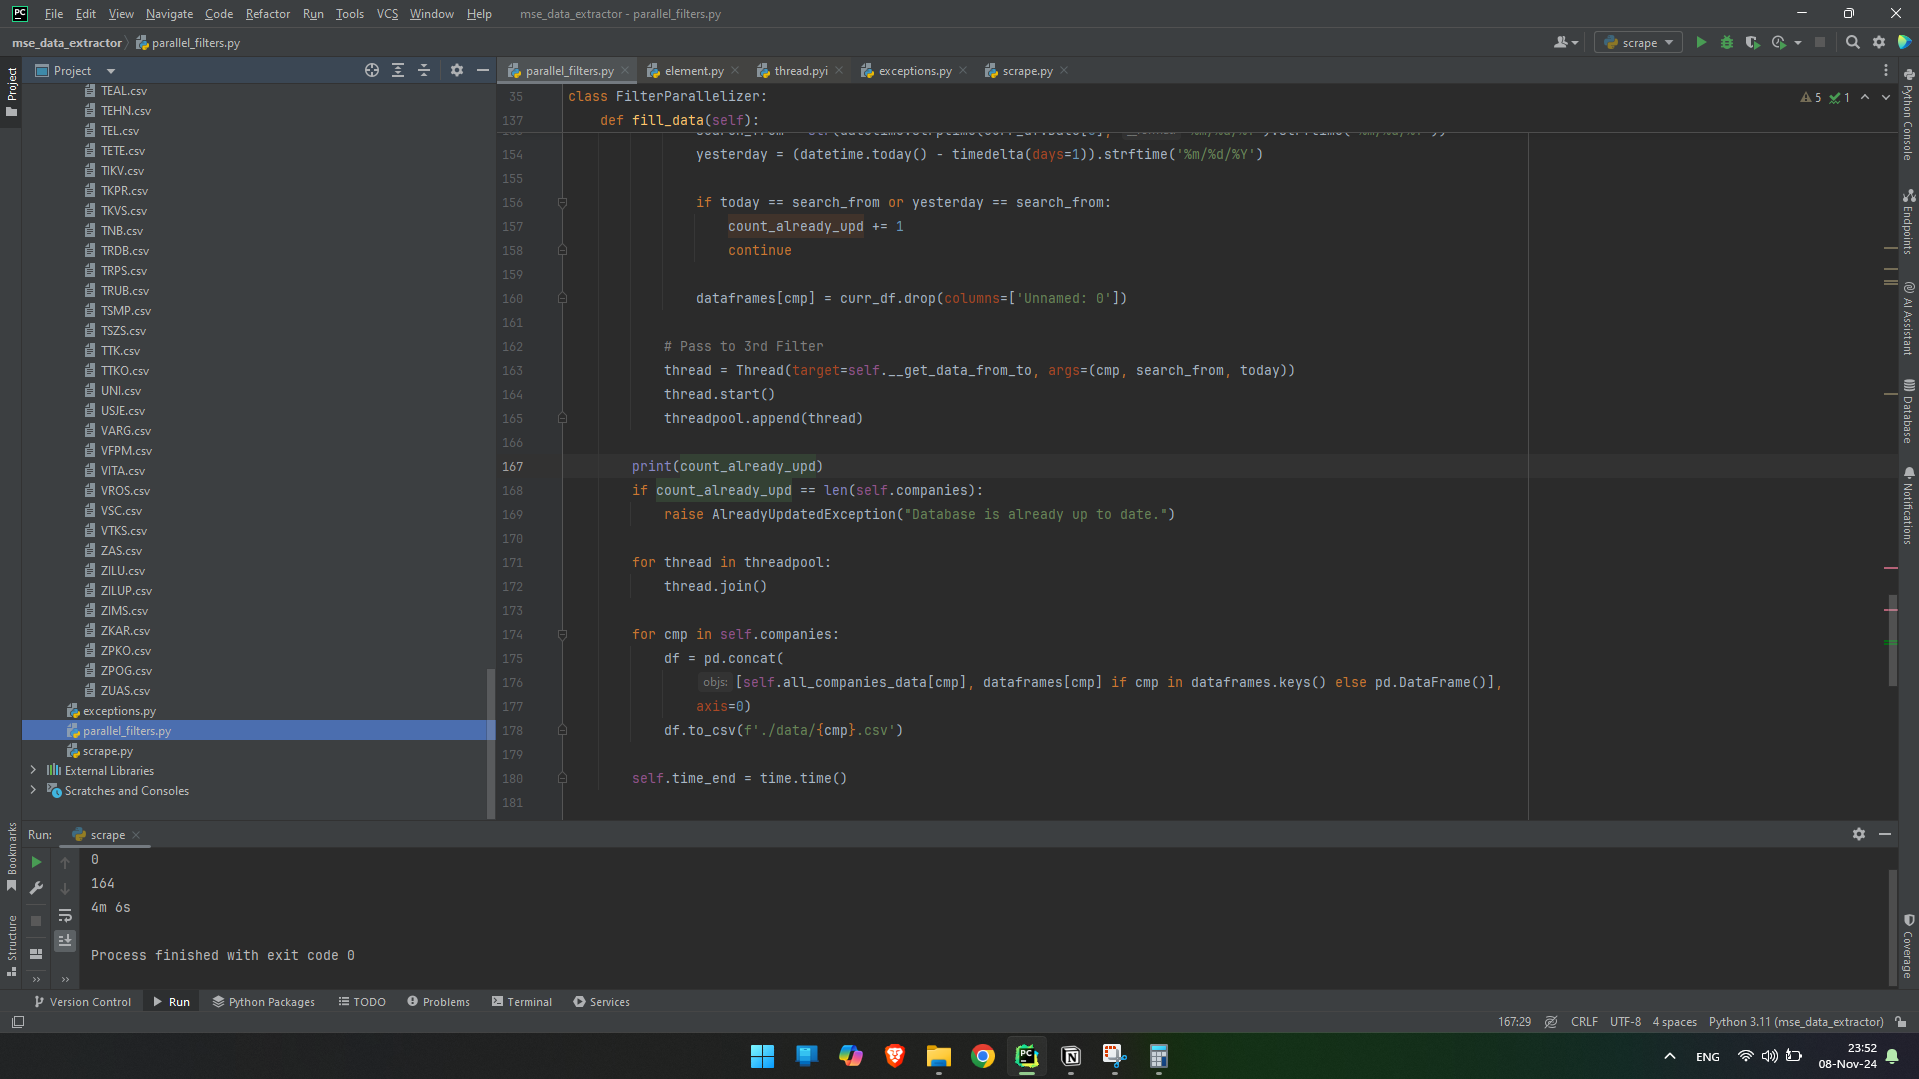 File Edit View Navigate Code Refactor Run Tools VCS Window Help mse_data_extractor - parallel_filters.py
mse_data_extractor parallel_filters.py scrape
Project
parallel_filters.py element.py thread.pyi exceptions.py scrape.py
TEAL.csv
TEHN.csv
TEL.csv
TETE.csv
TIKV.csv
TKPR.csv
TKVS.csv
TNB.csv
TRDB.csv
TRPS.csv
TRUB.csv
TSMP.csv
TSZS.csv
TTK.csv
TTKO.csv
UNI.csv
USJE.csv
VARG.csv
VFPM.csv
VITA.csv
VROS.csv
VSC.csv
VTKS.csv
ZAS.csv
ZILU.csv
ZILUP.csv
ZIMS.csv
ZKAR.csv
ZPKO.csv
ZPOG.csv
ZUAS.csv
exceptions.py
parallel_filters.py
scrape.py
External Libraries
Scratches and Consoles
35 class FilterParallelizer:
137 def fill_data(self):
5 1
154 yesterday = (datetime.today() - timedelta(days=1)).strftime('%m/%d/%Y')
155
156 if today == search_from or yesterday == search_from:
157 count_already_upd += 1
158 continue
159
160 dataframes[cmp] = curr_df.drop(columns=['Unnamed: 0'])
161
162 # Pass to 3rd Filter
163 thread = Thread(target=self.__get_data_from_to, args=(cmp, search_from, today))
164 thread.start()
165 threadpool.append(thread)
166
167 print(count_already_upd)
168 if count_already_upd == len(self.companies):
169 raise AlreadyUpdatedException("Database is already up to date.")
170
171 for thread in threadpool:
172 thread.join()
173
174 for cmp in self.companies:
175 df = pd.concat(
176 objs: [self.all_companies_data[cmp], dataframes[cmp] if cmp in dataframes.keys() else pd.DataFrame()],
177 axis=0)
178 df.to_csv(f'./data/{cmp}.csv')
179
180 self.time_end = time.time()
181
Project
Bookmarks
Structure
Python Console
Endpoints
AI Assistant
Database
Notifications
Coverage
Run: scrape
0
164
4m 6s
Process finished with exit code 0
Version Control Run Python Packages TODO Problems Terminal Services
167:29 CRLF UTF-8 4 spaces Python 3.11 (mse_data_extractor)
ENG
23:52
08-Nov-24